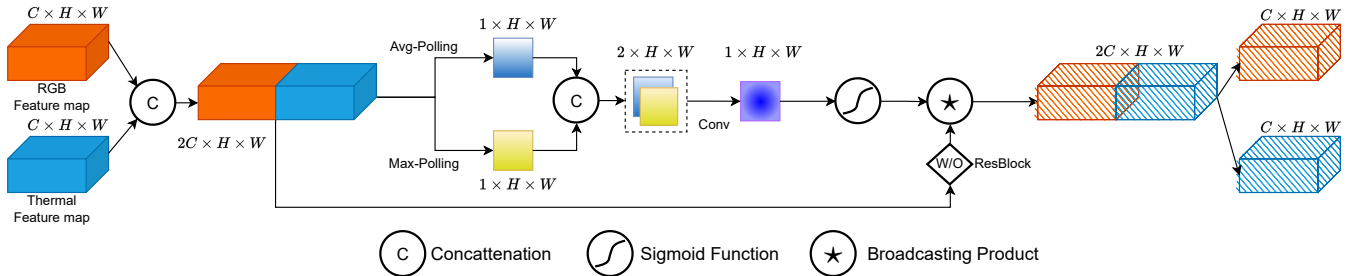 C × H × W
RGB
Feature map
C × H × W
Thermal
Feature map
C
2C × H × W
Avg-Polling
Max-Polling
1 × H × W
1 × H × W
C
2 × H × W
Conv
1 × H × W
W/O
ResBlock
2C × H × W
C × H × W
C × H × W
C Concattenation
Sigmoid Function
Broadcasting Product